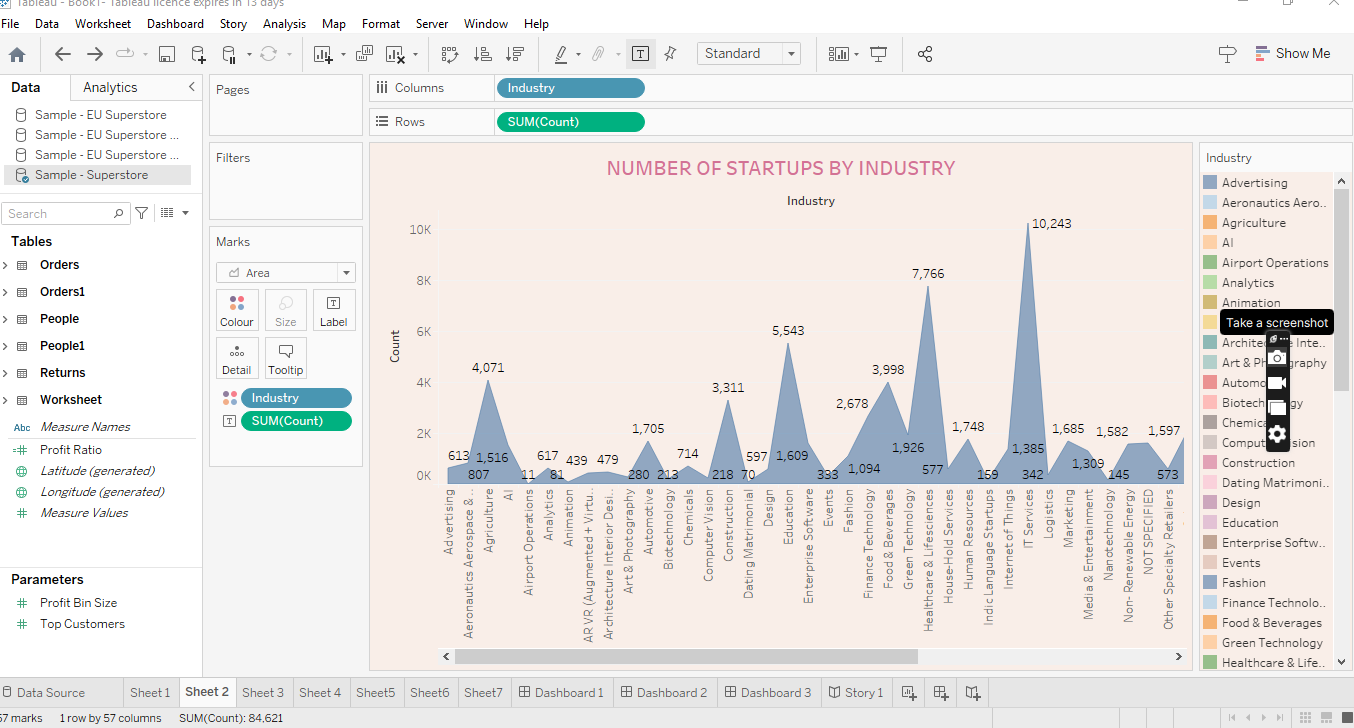 Tableau - Book1- Tableau licence expires in 13 days
File Data Worksheet Dashboard Story Analysis Map Format Server Window Help
Standard
Show Me
Data Analytics
Sample - EU Superstore
Sample - EU Superstore ...
Sample - EU Superstore ...
Sample - Superstore
Search
Tables
Orders
Orders1
People
People1
Returns
Worksheet
Abc Measure Names
Profit Ratio
Latitude (generated)
Longitude (generated)
Measure Values
Parameters
Profit Bin Size
Top Customers
Pages
Filters
Marks
Area
Colour Size Label
Detail Tooltip
Industry
SUM(Count)
Columns Industry
Rows SUM(Count)
NUMBER OF STARTUPS BY INDUSTRY
Industry
Count
10K
8K
6K
4K
2K
0K
613
807
4,071
1,516
11
617
81
439
479
280
1,705
213
714
218
3,311
70
597
5,543
1,609
333
1,094
2,678
3,998
1,926
7,766
577
1,748
159
1,385
10,243
342
1,685
1,309
145
1,582
1,597
573
Advertising
Aeronautics Aerospace & ..
Agriculture
AI
Airport Operations
Analytics
Animation
AR VR (Augmented + Virtu..
Architecture Interior Desi..
Art & Photography
Automotive
Biotechnology
Chemicals
Computer Vision
Construction
Dating Matrimonial
Design
Education
Enterprise Software
Events
Fashion
Finance Technology
Food & Beverages
Green Technology
Healthcare & Lifesciences
House-Hold Services
Human Resources
Indic Language Startups
Internet of Things
IT Services
Logistics
Marketing
Media & Entertainment
Nanotechnology
Non- Renewable Energy
NOT SPECIFIED
Other Specialty Retailers
Industry
Advertising
Aeronautics Aero..
Agriculture
AI
Airport Operations
Analytics
Animation
Take a screenshot
Architecture Inte..
Art & Photography
Automo
Biotechnology
Chemica
Computer Vision
Construction
Dating Matrimoni..
Design
Education
Enterprise Softw..
Events
Fashion
Finance Technolo..
Food & Beverages
Green Technology
Healthcare & Life..
Data Source Sheet 1 Sheet 2 Sheet 3 Sheet 4 Sheet5 Sheet6 Sheet7 Dashboard 1 Dashboard 2 Dashboard 3 Story 1
57 marks 1 row by 57 columns SUM(Count): 84,621